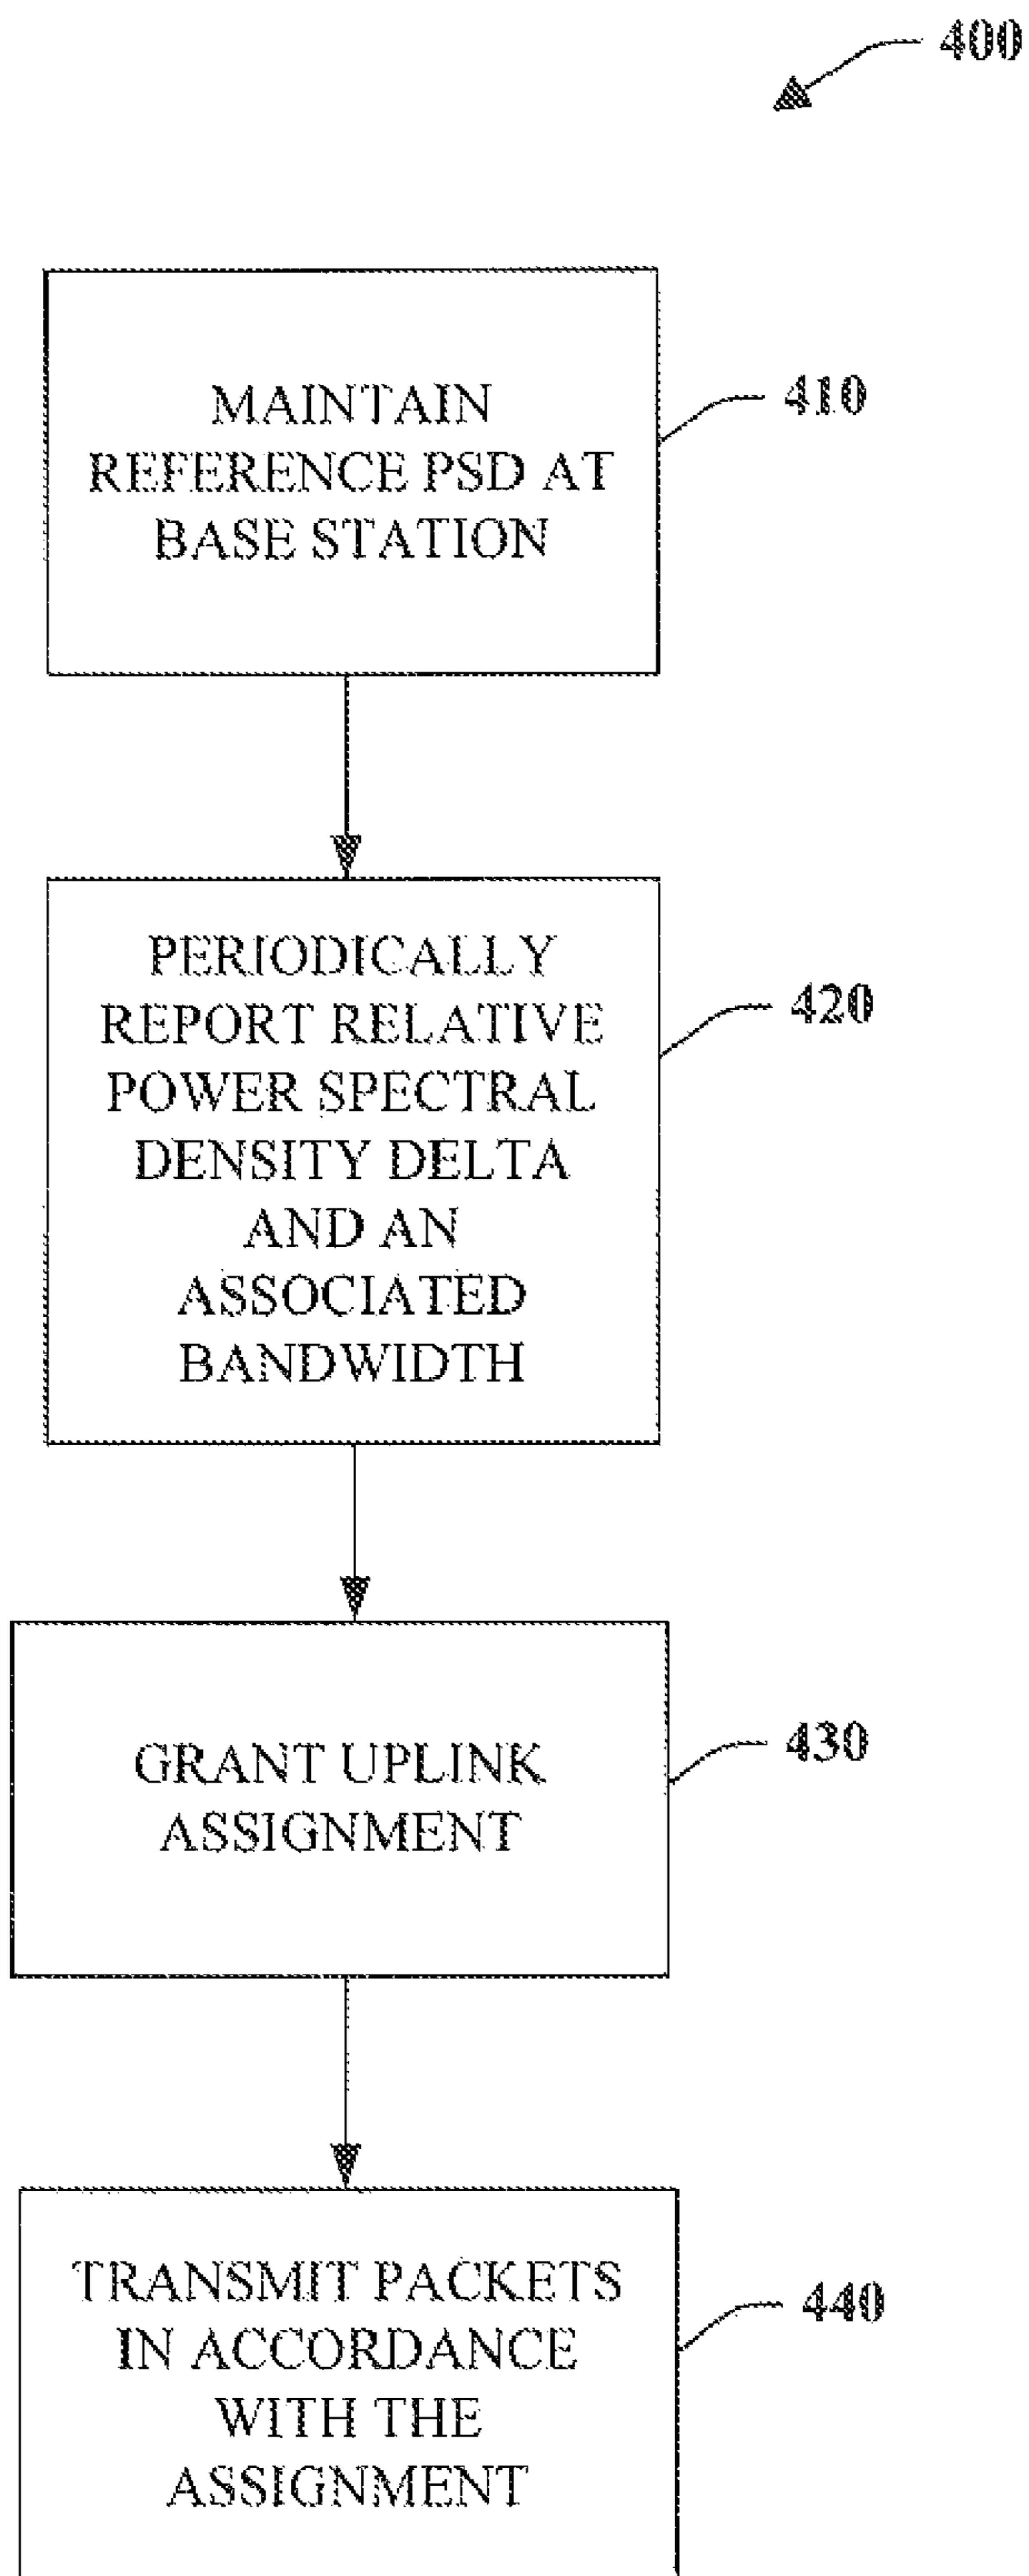 400
MAINTAIN
REFERENCE PSD AT
BASE STATION
410
PERIODICALLY
REPORT RELATIVE
POWER SPECTRAL
DENSITY DELTA
AND AN
ASSOCIATED
BANDWIDTH
420
GRANT UPLINK
ASSIGNMENT
430
TRANSMIT PACKETS
IN ACCORDANCE
WITH THE
ASSIGNMENT
440